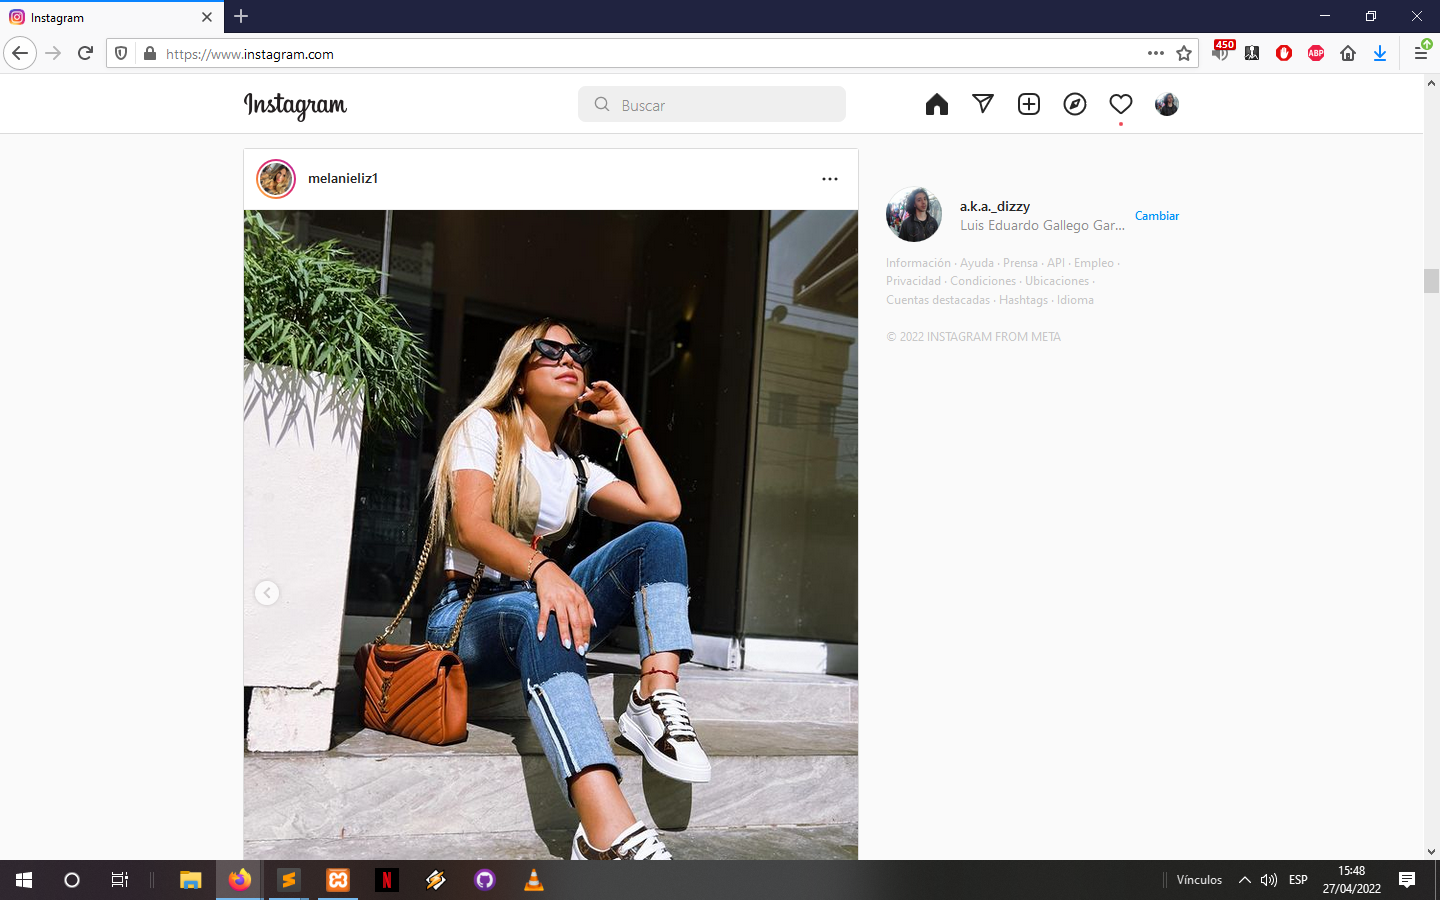 Instagram
https://www.instagram.com
450
ABP
Instagram
Buscar
melanieliz1
a.k.a._dizzy
Luis Eduardo Gallego Gar...
Cambiar
Información · Ayuda · Prensa · API · Empleo ·
Privacidad · Condiciones · Ubicaciones ·
Cuentas destacadas · Hashtags · Idioma
© 2022 INSTAGRAM FROM META
N
Vínculos
ESP
15:48
27/04/2022